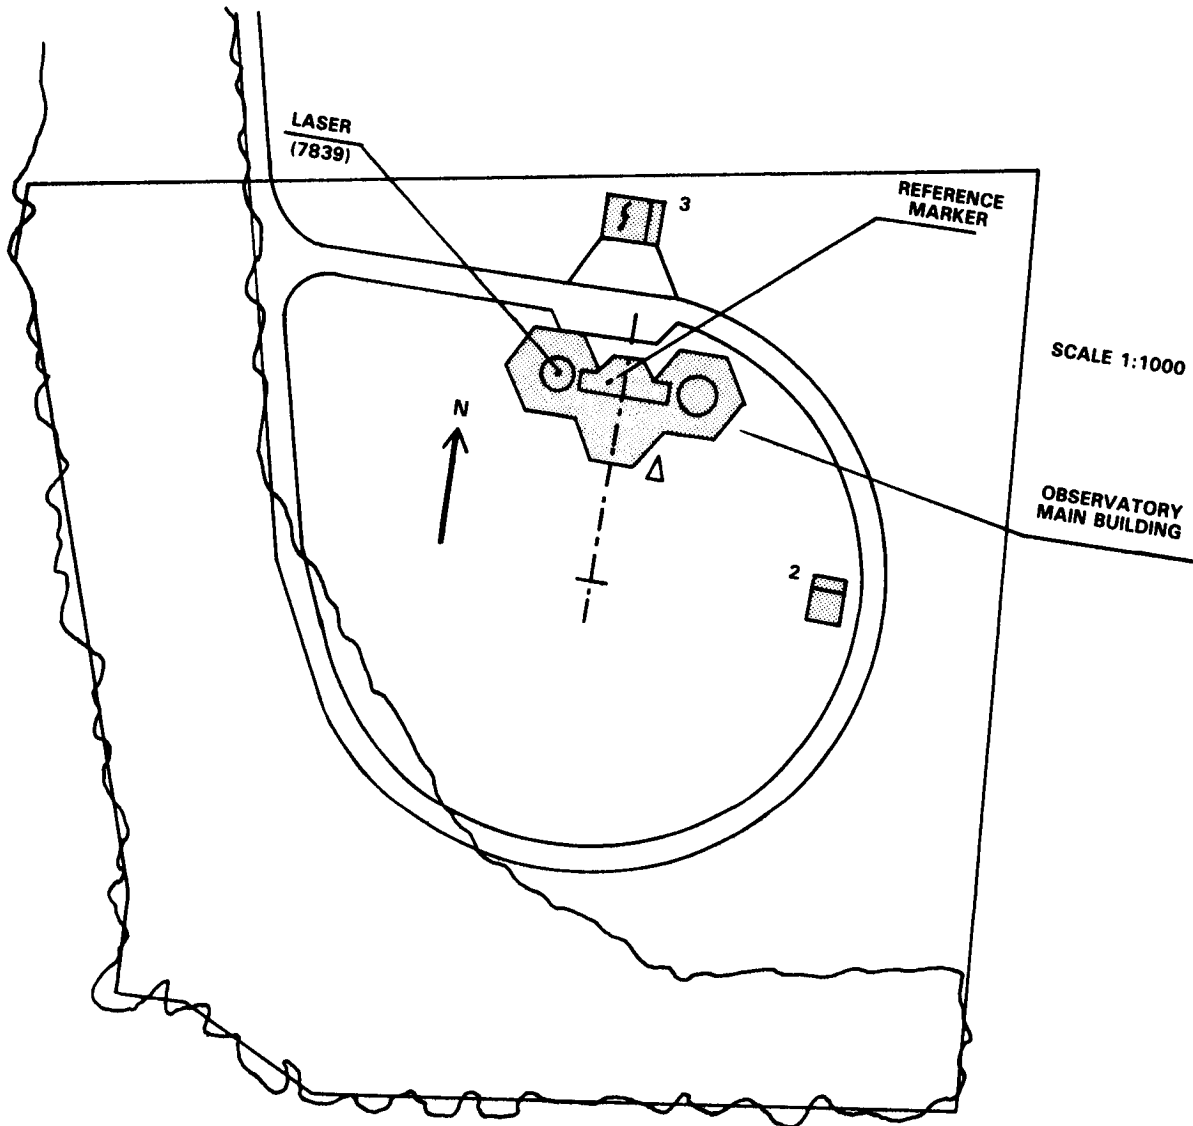 LASER
(7839)
3
REFERENCE
MARKER
SCALE 1:1000
N
OBSERVATORY
MAIN BUILDING
2